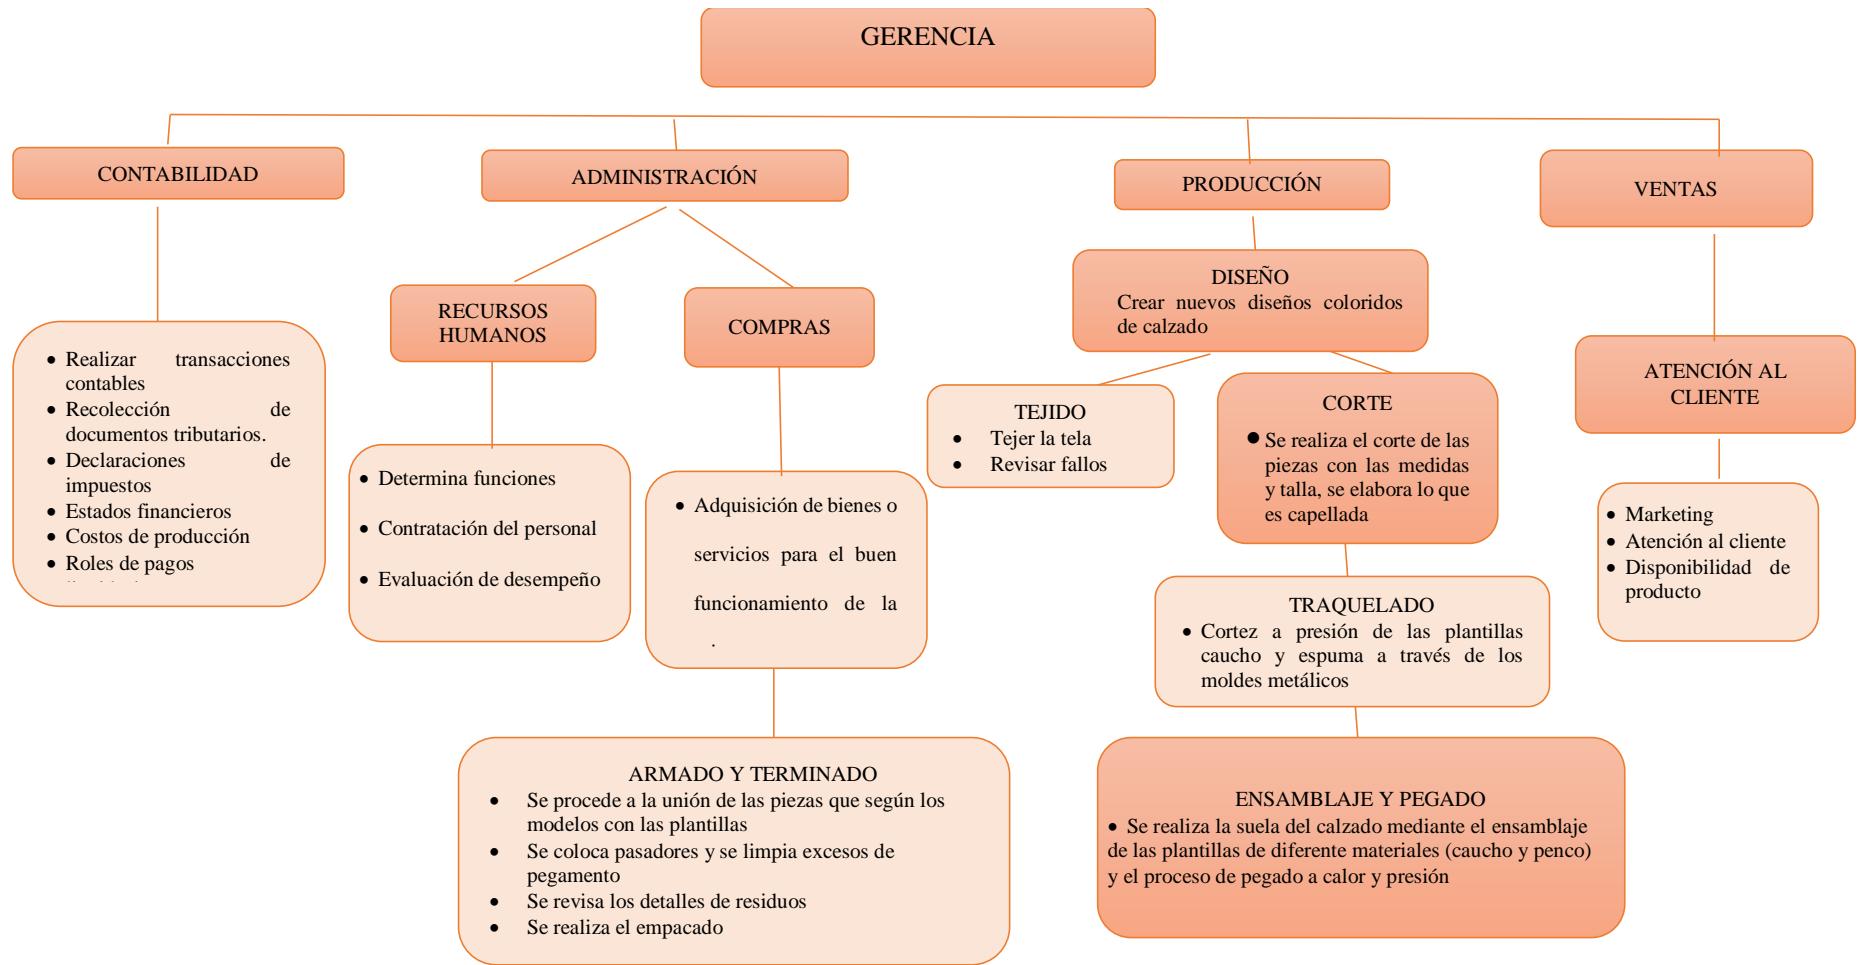 GERENCIA
CONTABILIDAD
ADMINISTRACIÓN
PRODUCCIÓN
VENTAS
DISEÑO
Crear nuevos diseños coloridos
de calzado
RECURSOS
HUMANOS
COMPRAS
ATENCIÓN AL
CLIENTE
• Realizar transacciones
contables
• Recolección de
documentos tributarios.
• Declaraciones de
impuestos
• Estados financieros
• Costos de producción
• Roles de pagos
• Determina funciones
• Contratación del personal
• Evaluación de desempeño
• Adquisición de bienes o
servicios para el buen
funcionamiento de la
.
TEJIDO
• Tejer la tela
• Revisar fallos
CORTE
• Se realiza el corte de las
piezas con las medidas
y talla, se elabora lo que
es capellada
• Marketing
• Atención al cliente
• Disponibilidad de
producto
TRAQUELADO
• Cortez a presión de las plantillas
caucho y espuma a través de los
moldes metálicos
ARMADO Y TERMINADO
• Se procede a la unión de las piezas que según los
modelos con las plantillas
• Se coloca pasadores y se limpia excesos de
pegamento
• Se revisa los detalles de residuos
• Se realiza el empacado
ENSAMBLAJE Y PEGADO
• Se realiza la suela del calzado mediante el ensamblaje
de las plantillas de diferente materiales (caucho y penco)
y el proceso de pegado a calor y presión